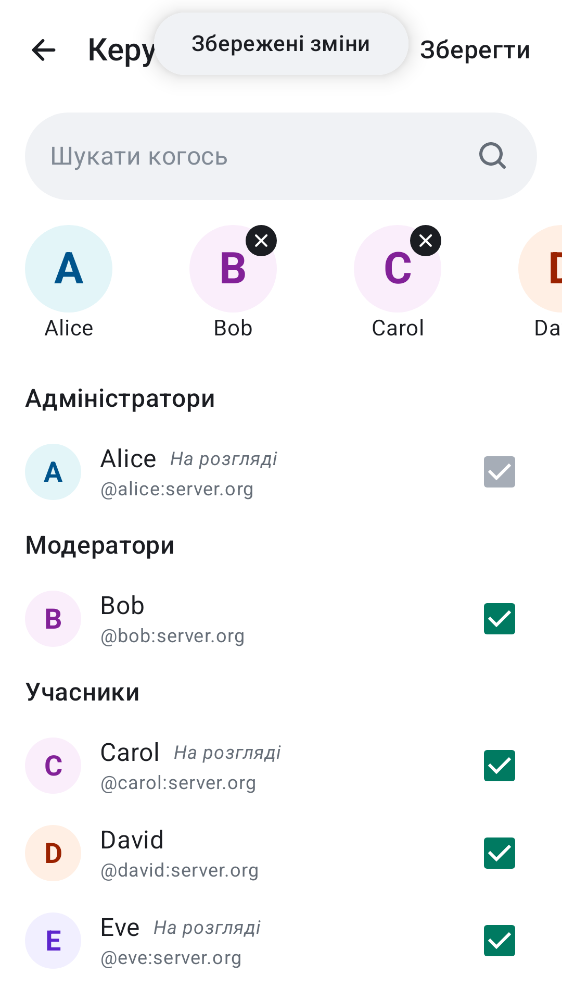 Керу
Збережені зміни
Зберегти
Шукати когось
A
B
C
D
Alice
Bob
Carol
Da
Адміністратори
A
Alice На розгляді
@alice:server.org
Модератори
B
Bob
@bob:server.org
Учасники
C
Carol На розгляді
@carol:server.org
D
David
@david:server.org
E
Eve На розгляді
@eve:server.org